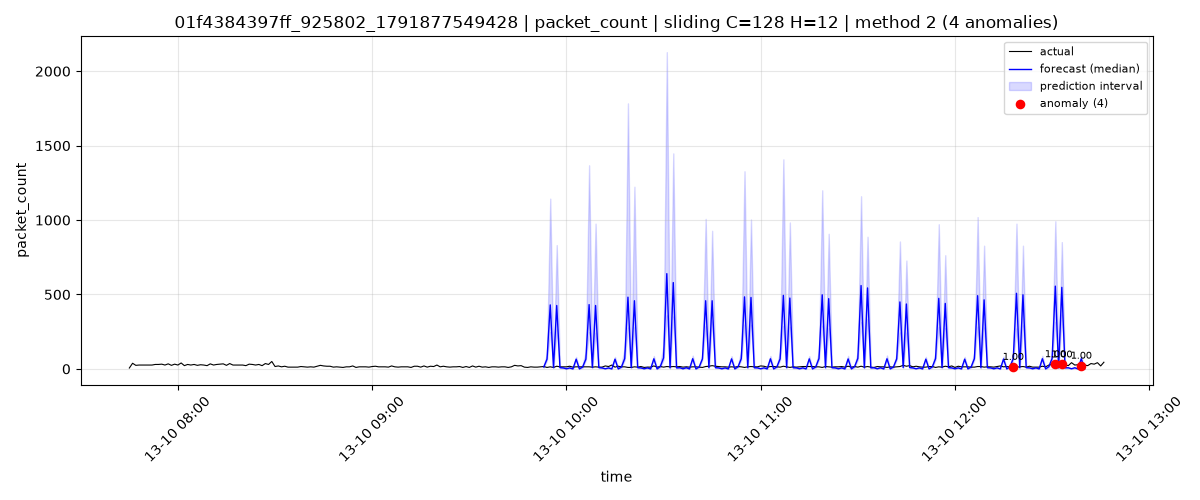 01f4384397ff_925802_1791877549428 | packet_count | sliding C=128 H=12 | method 2 (4 anomalies)
packet_count
2000
1500
1000
500
0
actual
forecast (median)
prediction interval
anomaly (4)
1.00
1.00
1.00
1.00
13-10 08:00
13-10 09:00
13-10 10:00
13-10 11:00
13-10 12:00
13-10 13:00
time